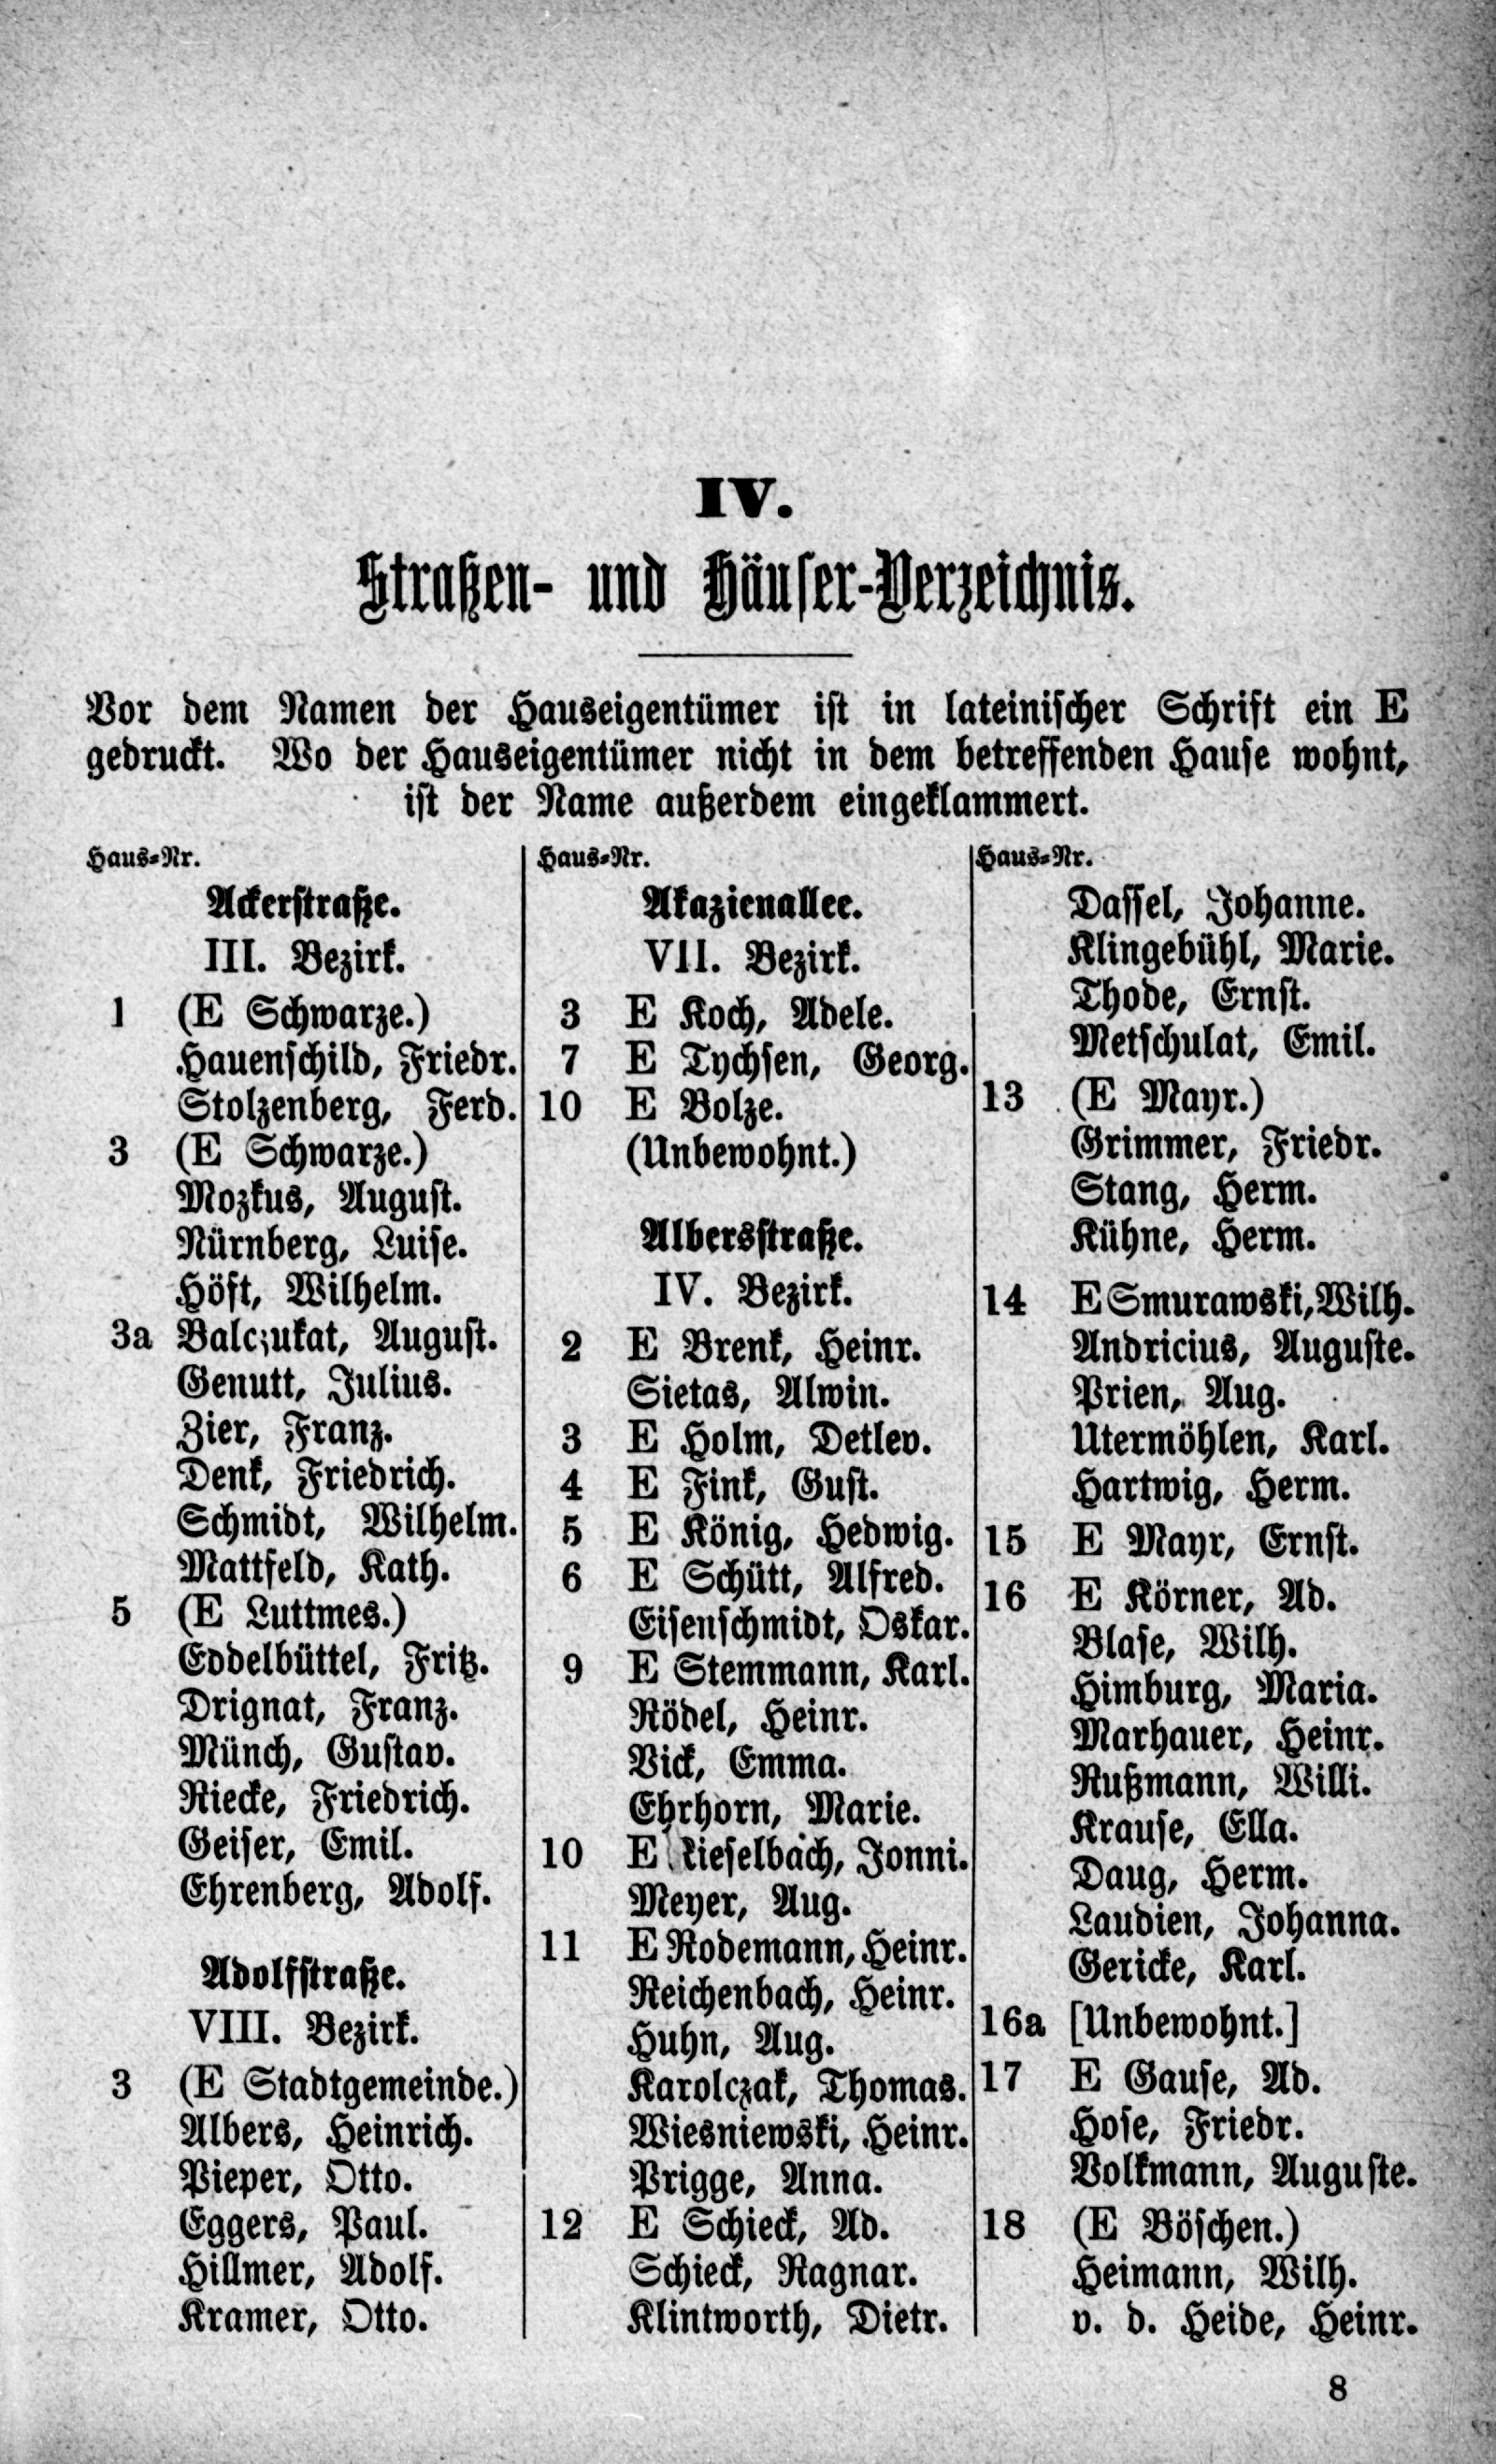 IV.
Straßen- und Häuser-Verzeichnis.
Vor dem Namen der Hauseigentümer ist in lateinischer Schrift ein E
gedruckt. Wo der Hauseigentümer nicht in dem betreffenden Hause wohnt,
ist der Name außerdem eingeklammert.
Haus-Nr.
Ackerstraße.
III. Bezirk.
1 (E Schwarze.)
Hauenschild, Friedr.
Stolzenberg, Ferd.
3 (E Schwarze.)
Mozkus, August.
Nürnberg, Luise.
Höft, Wilhelm.
3a Balczukat, August.
Genutt, Julius.
Zier, Franz.
Denk, Friedrich.
Schmidt, Wilhelm.
Mattfeld, Kath.
5 (E Luttmes.)
Eddelbüttel, Fritz.
Drignat, Franz.
Münch, Gustav.
Riecke, Friedrich.
Geiser, Emil.
Ehrenberg, Adolf.
Adolfstraße.
VIII. Bezirk.
3 (E Stadtgemeinde.)
Albers, Heinrich.
Pieper, Otto.
Eggers, Paul.
Hillmer, Adolf.
Kramer, Otto.
Haus-Nr.
Akazienallee.
VII. Bezirk.
3 E Koch, Adele.
7 E Tychsen, Georg.
10 E Bolze.
(Unbewohnt.)
Albersstraße.
IV. Bezirk.
2 E Brenk, Heinr.
Sietas, Alwin.
3 E Holm, Detlev.
4 E Fink, Gust.
5 E König, Hedwig.
6 E Schütt, Alfred.
Eisenschmidt, Oskar.
9 E Stemmann, Karl.
Rödel, Heinr.
Vick, Emma.
Ehrhorn, Marie.
10 E Jonni.
Meyer, Aug.
11 E Rodemann, Heinr.
Reichenbach, Heinr.
Huhn, Aug.
Karolczak, Thomas.
Wiesniewski, Heinr.
Prigge, Anna.
12 E Schieck, Ad.
Schieck, Ragnar.
Klintworth, Dietr.
Haus-Nr.
Dassel, Johanne.
Klingebühl, Marie.
Thode, Ernst.
Metschulat, Emil.
13 (E Mayr.)
Grimmer, Friedr.
Stang, Herm.
Kühne, Herm.
14 E Smurawski, Wilh.
Andricius, Auguste.
Prien, Aug.
Utermöhlen, Karl.
Hartwig, Herm.
15 E Mayr, Ernst.
16 E Körner, Ad.
Blase, Wilh.
Himburg, Maria.
Marhauer, Heinr.
Rußmann, Willi.
Krause, Ella.
Daug, Herm.
Laudien, Johanna.
Gericke, Karl.
16a [Unbewohnt.]
17 E Gause, Ad.
Hose, Friedr.
Volkmann, Auguste.
18 (E Böschen.)
Heimann, Wilh.
v. d. Heide, Heinr.
8